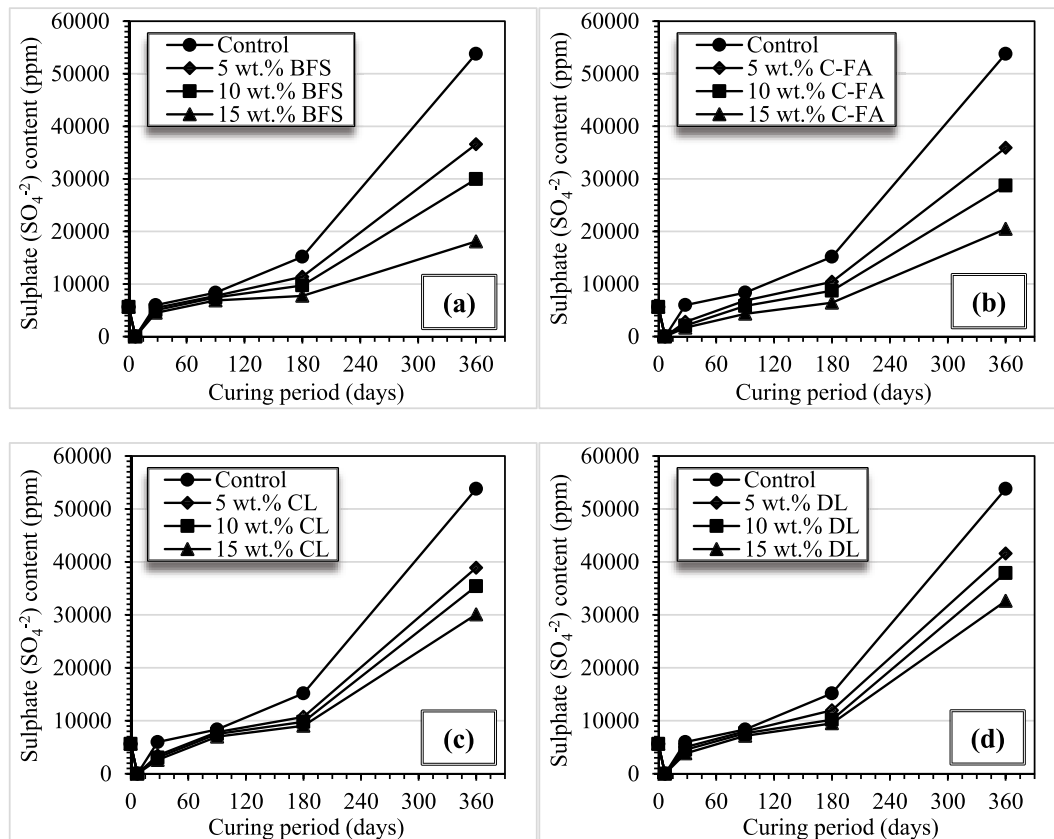 60000
50000
40000
30000
20000
10000
0
Sulphate (SO₄⁻²) content (ppm)
Control
5 wt.% BFS
10 wt.% BFS
15 wt.% BFS
(a)
0 60 120 180 240 300 360
Curing period (days)
60000
50000
40000
30000
20000
10000
0
Sulphate (SO₄⁻²) content (ppm)
Control
5 wt.% C-FA
10 wt.% C-FA
15 wt.% C-FA
(b)
0 60 120 180 240 300 360
Curing period (days)
60000
50000
40000
30000
20000
10000
0
Sulphate (SO₄⁻²) content (ppm)
Control
5 wt.% CL
10 wt.% CL
15 wt.% CL
(c)
0 60 120 180 240 300 360
Curing period (days)
60000
50000
40000
30000
20000
10000
0
Sulphate (SO₄⁻²) content (ppm)
Control
5 wt.% DL
10 wt.% DL
15 wt.% DL
(d)
0 60 120 180 240 300 360
Curing period (days)